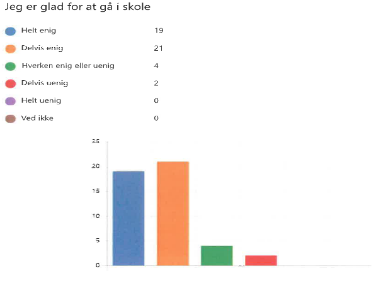 Jeg er glad for at gå i skole
Helt enig 19
Delvis enig 21
Hverken enig eller uenig 4
Delvis uenig 2
Helt uenig 0
Ved ikke 0
25
20
15
10
5
0